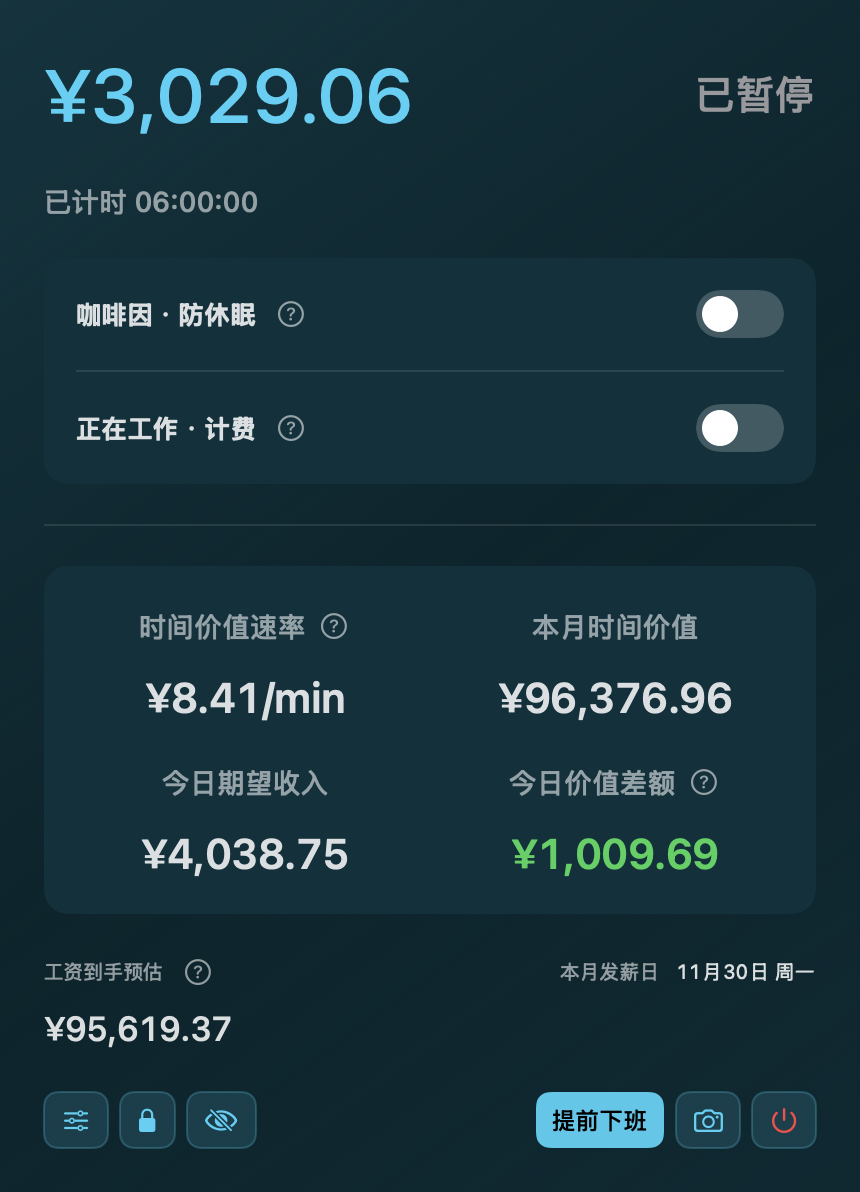 ¥3,029.06 已暂停
已计时 06:00:00
咖啡因 · 防休眠 ?
正在工作 · 计费 ?
时间价值速率 ? 本月时间价值
¥8.41/min ¥96,376.96
今日期望收入 今日价值差额 ?
¥4,038.75 ¥1,009.69
工资到手预估 ? 本月发薪日 11月30日 周一
¥95,619.37
提前下班